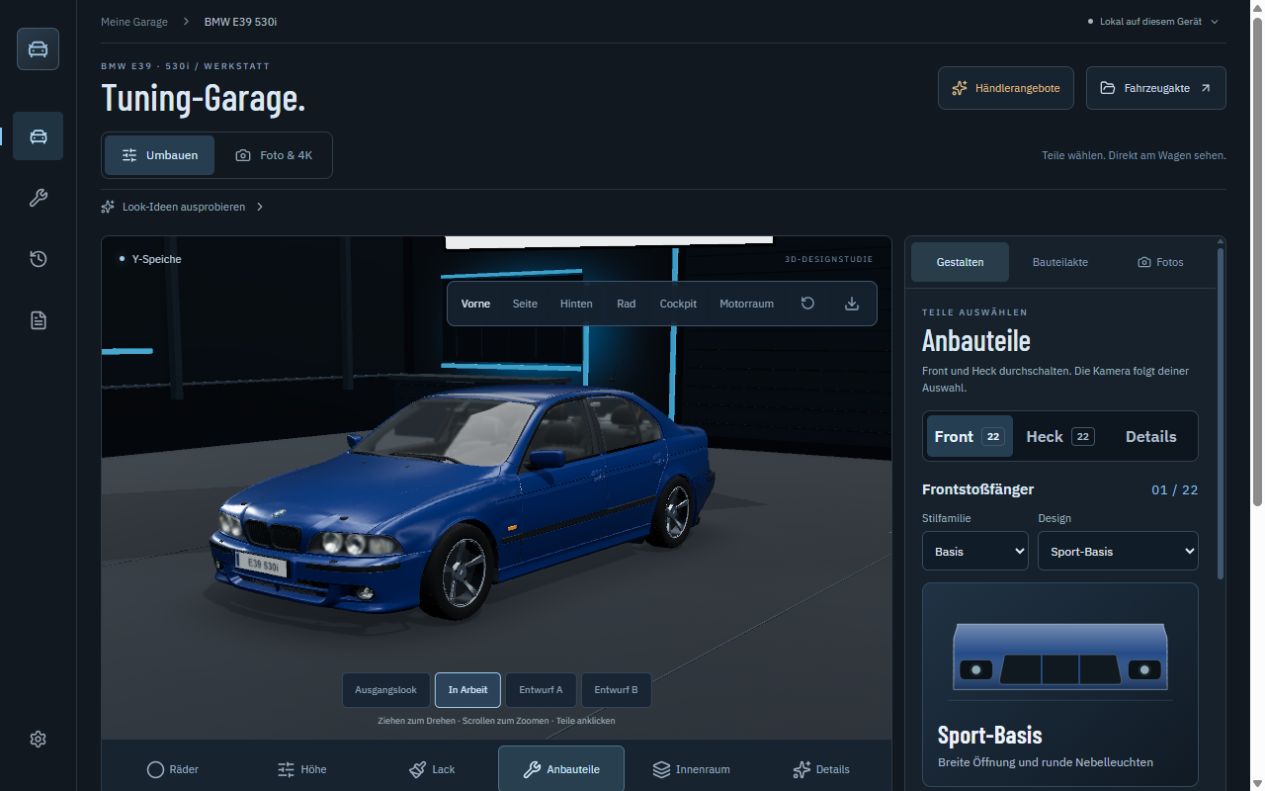 Meine Garage > BMW E39 530i
Lokal auf diesem Gerät
BMW E39 · 530i / WERKSTATT
Tuning-Garage.
Händlerangebote
Fahrzeugakte
Umbauen
Foto & 4K
Teile wählen. Direkt am Wagen sehen.
Look-Ideen ausprobieren
Y-Speiche
3D-DESIGNSTUDIE
Vorne Seite Hinten Rad Cockpit Motorraum
E39 530i
Ausgangslook In Arbeit Entwurf A Entwurf B
Ziehen zum Drehen · Scrollen zum Zoomen · Teile anklicken
Räder Höhe Lack Anbauteile Innenraum Details
Gestalten Bauteilakte Fotos
TEILE AUSWÄHLEN
Anbauteile
Front und Heck durchschalten. Die Kamera folgt deiner
Auswahl.
Front 22 Heck 22 Details
Frontstoßfänger 01 / 22
Stilfamilie Design
Basis Sport-Basis
Sport-Basis
Breite Öffnung und runde Nebelleuchten